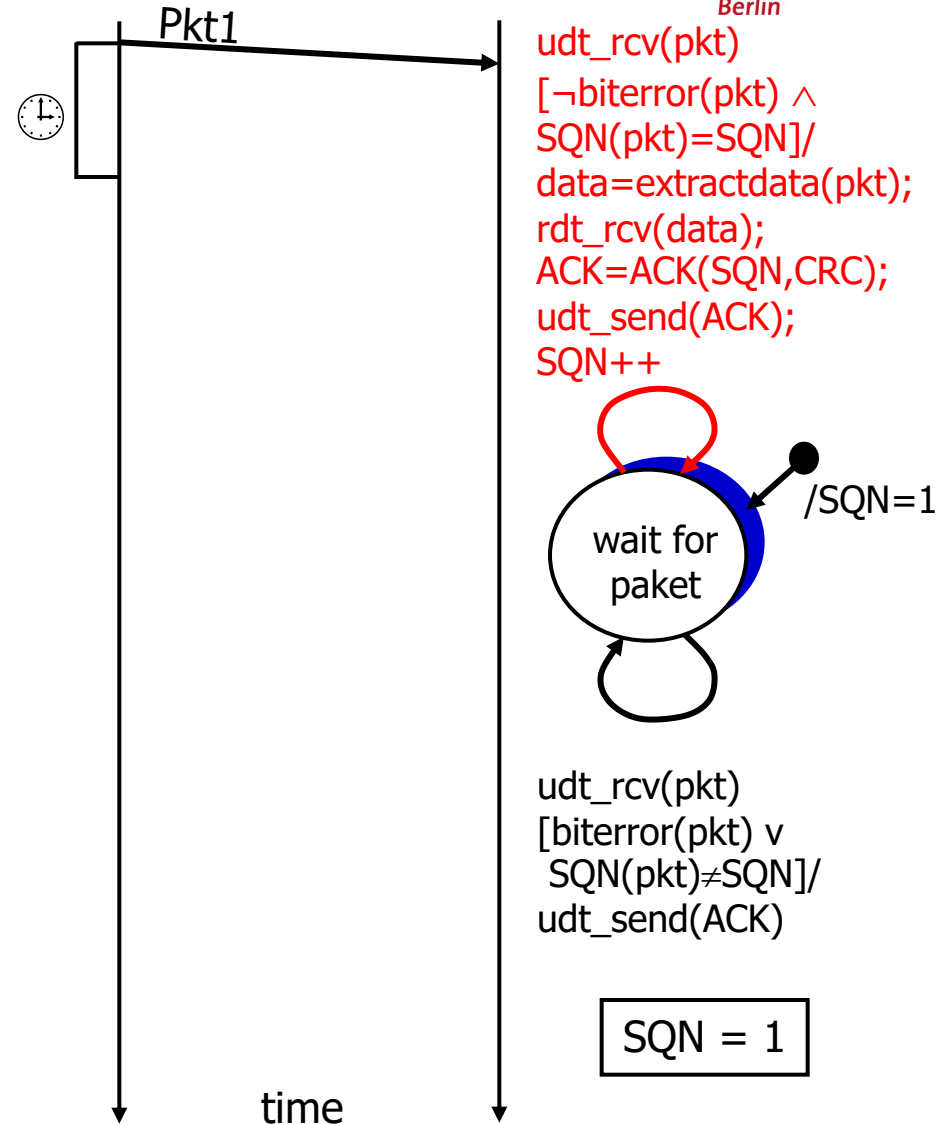 Berlin
Pkt1
udt_rcv(pkt)
[¬biterror(pkt) ∧
SQN(pkt)=SQN]/
data=extractdata(pkt);
rdt_rcv(data);
ACK=ACK(SQN,CRC);
udt_send(ACK);
SQN++
/SQN=1
wait for
paket
udt_rcv(pkt)
[biterror(pkt) v
SQN(pkt)≠SQN]/
udt_send(ACK)
SQN = 1
time